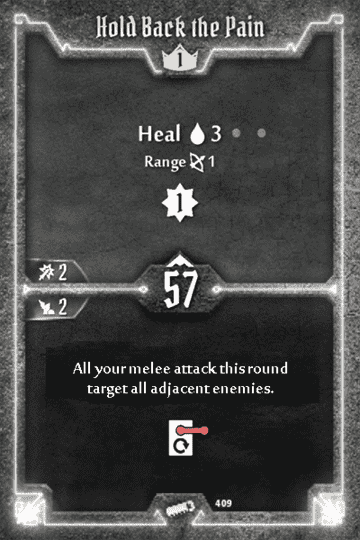 Hold Back the Pain
1
Heal 3
Range 1
1
2
57
2
All your melee attack this round
target all adjacent enemies.
409